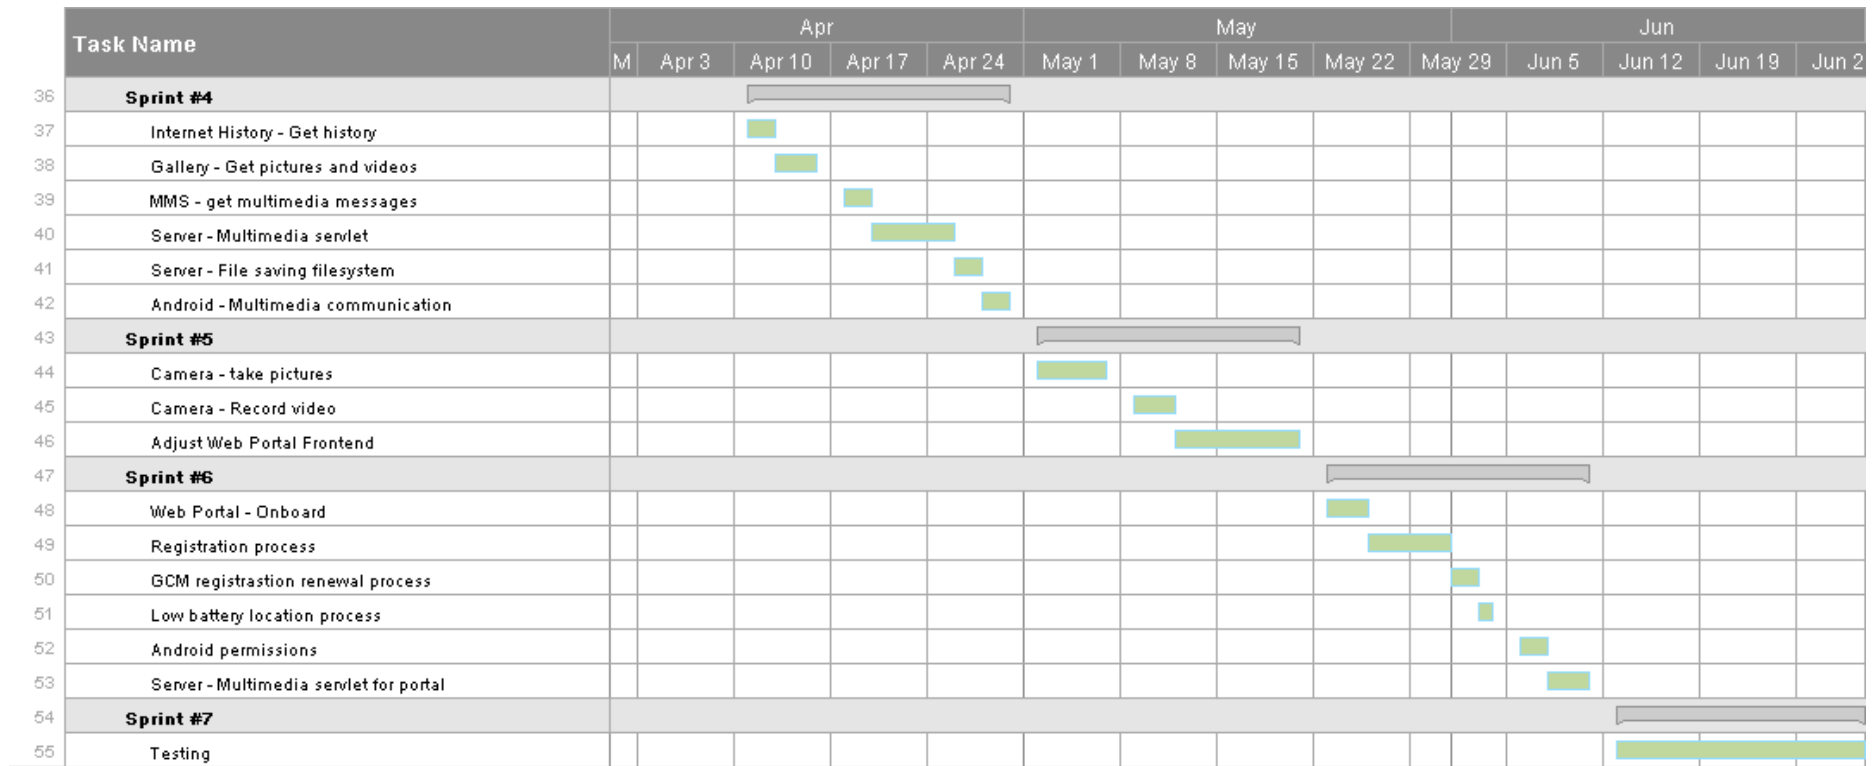 Task Name
Apr May Jun
M Apr 3 Apr 10 Apr 17 Apr 24 May 1 May 8 May 15 May 22 May 29 Jun 5 Jun 12 Jun 19 Jun 2
36 Sprint #4
37 Internet History - Get history
38 Gallery - Get pictures and videos
39 MMS - get multimedia messages
40 Server - Multimedia servlet
41 Server - File saving filesystem
42 Android - Multimedia communication
43 Sprint #5
44 Camera - take pictures
45 Camera - Record video
46 Adjust Web Portal Frontend
47 Sprint #6
48 Web Portal - Onboard
49 Registration process
50 GCM registrastion renewal process
51 Low battery location process
52 Android permissions
53 Server - Multimedia servlet for portal
54 Sprint #7
55 Testing